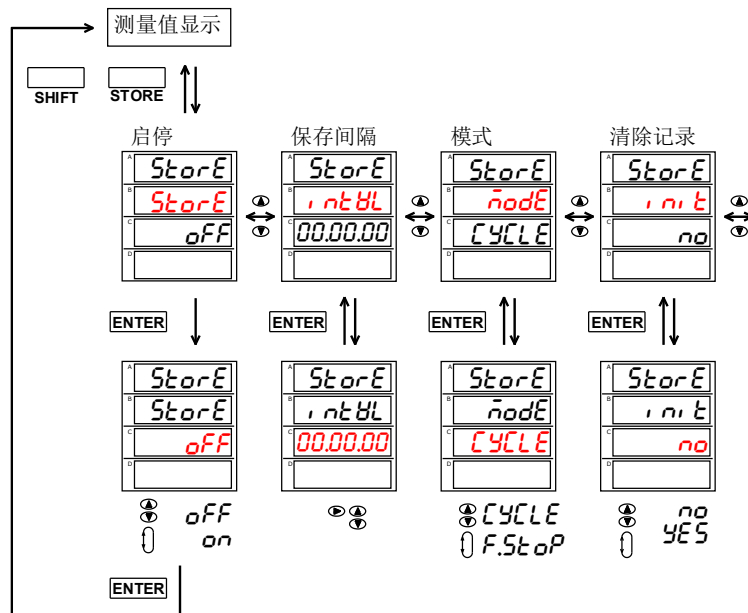 测量值显示
SHIFT STORE
启停 保存间隔 模式 清除记录
A StorE A StorE A StorE A StorE
B StorE B intVL B modE B init
C oFF C 00.00.00 C CYCLE C no
D D D D
ENTER ENTER ENTER ENTER
A StorE A StorE A StorE A StorE
B StorE B intVL B modE B init
C oFF C 00.00.00 C CYCLE C no
D D D D
oFF CYCLE no
on F.StoP YES
ENTER